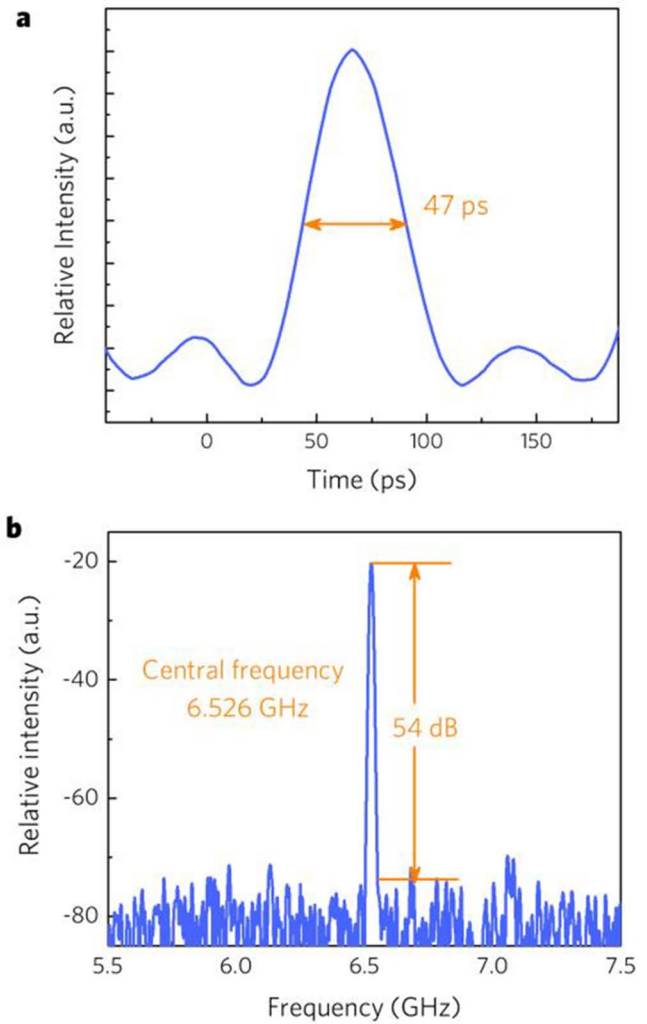 a
Relative Intensity (a.u.)
47 ps
0 50 100 150
Time (ps)
b
Relative intensity (a.u.)
-20
-40
-60
-80
Central frequency
6.526 GHz
54 dB
5.5 6.0 6.5 7.0 7.5
Frequency (GHz)